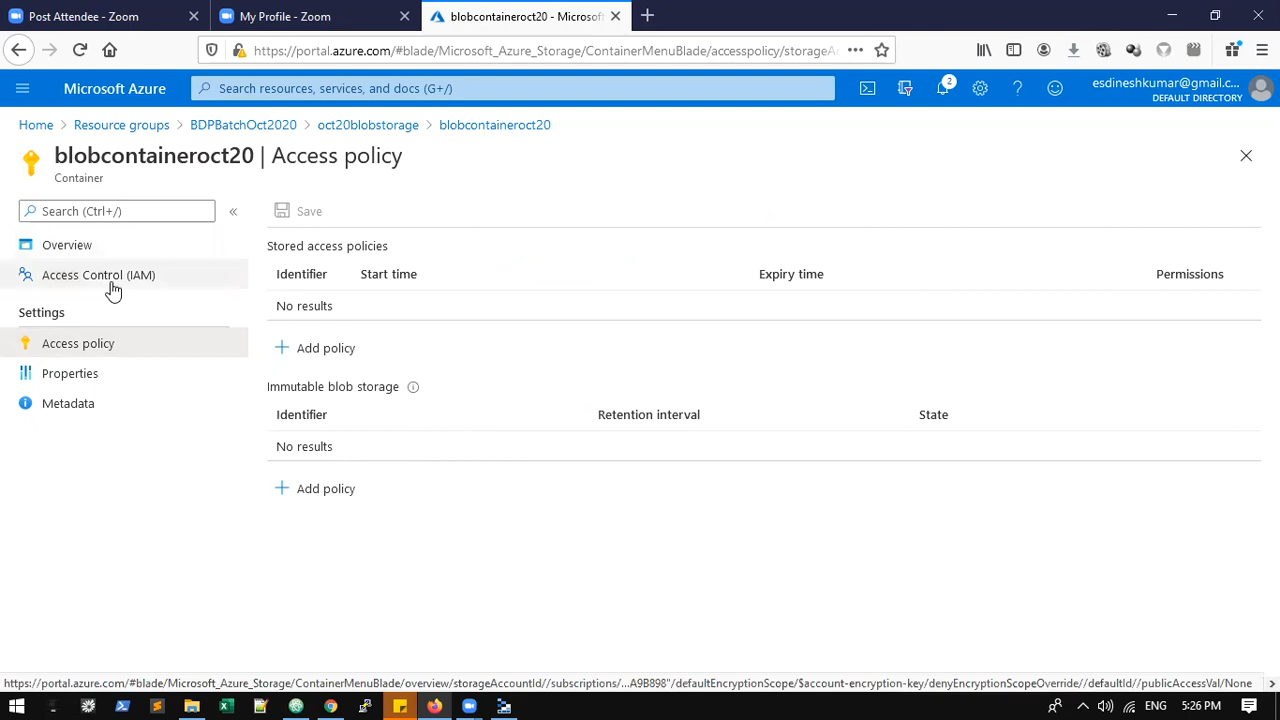 Post Attendee - Zoom
My Profile - Zoom
blobcontaineroct20 - Microsoft
https://portal.azure.com/#blade/Microsoft_Azure_Storage/ContainerMenuBlade/accesspolicy/storageA
Microsoft Azure
Search resources, services, and docs (G+/)
2
esdineshkumar@gmail.c...
DEFAULT DIRECTORY
Home > Resource groups > BDPBatchOct2020 > oct20blobstorage > blobcontaineroct20
blobcontaineroct20 | Access policy
Container
Search (Ctrl+/)
«
Save
Overview
Access Control (IAM)
Settings
Access policy
Properties
Metadata
Stored access policies
Identifier Start time Expiry time Permissions
No results
Add policy
Immutable blob storage
Identifier Retention interval State
No results
Add policy
https://portal.azure.com/#blade/Microsoft_Azure_Storage/ContainerMenuBlade/overview/storageAccountId//subscriptions/...A9B898"/defaultEncryptionScope/$account-encryption-key/denyEncryptionScopeOverride//defaultId//publicAccessVal/None
ENG 5:26 PM